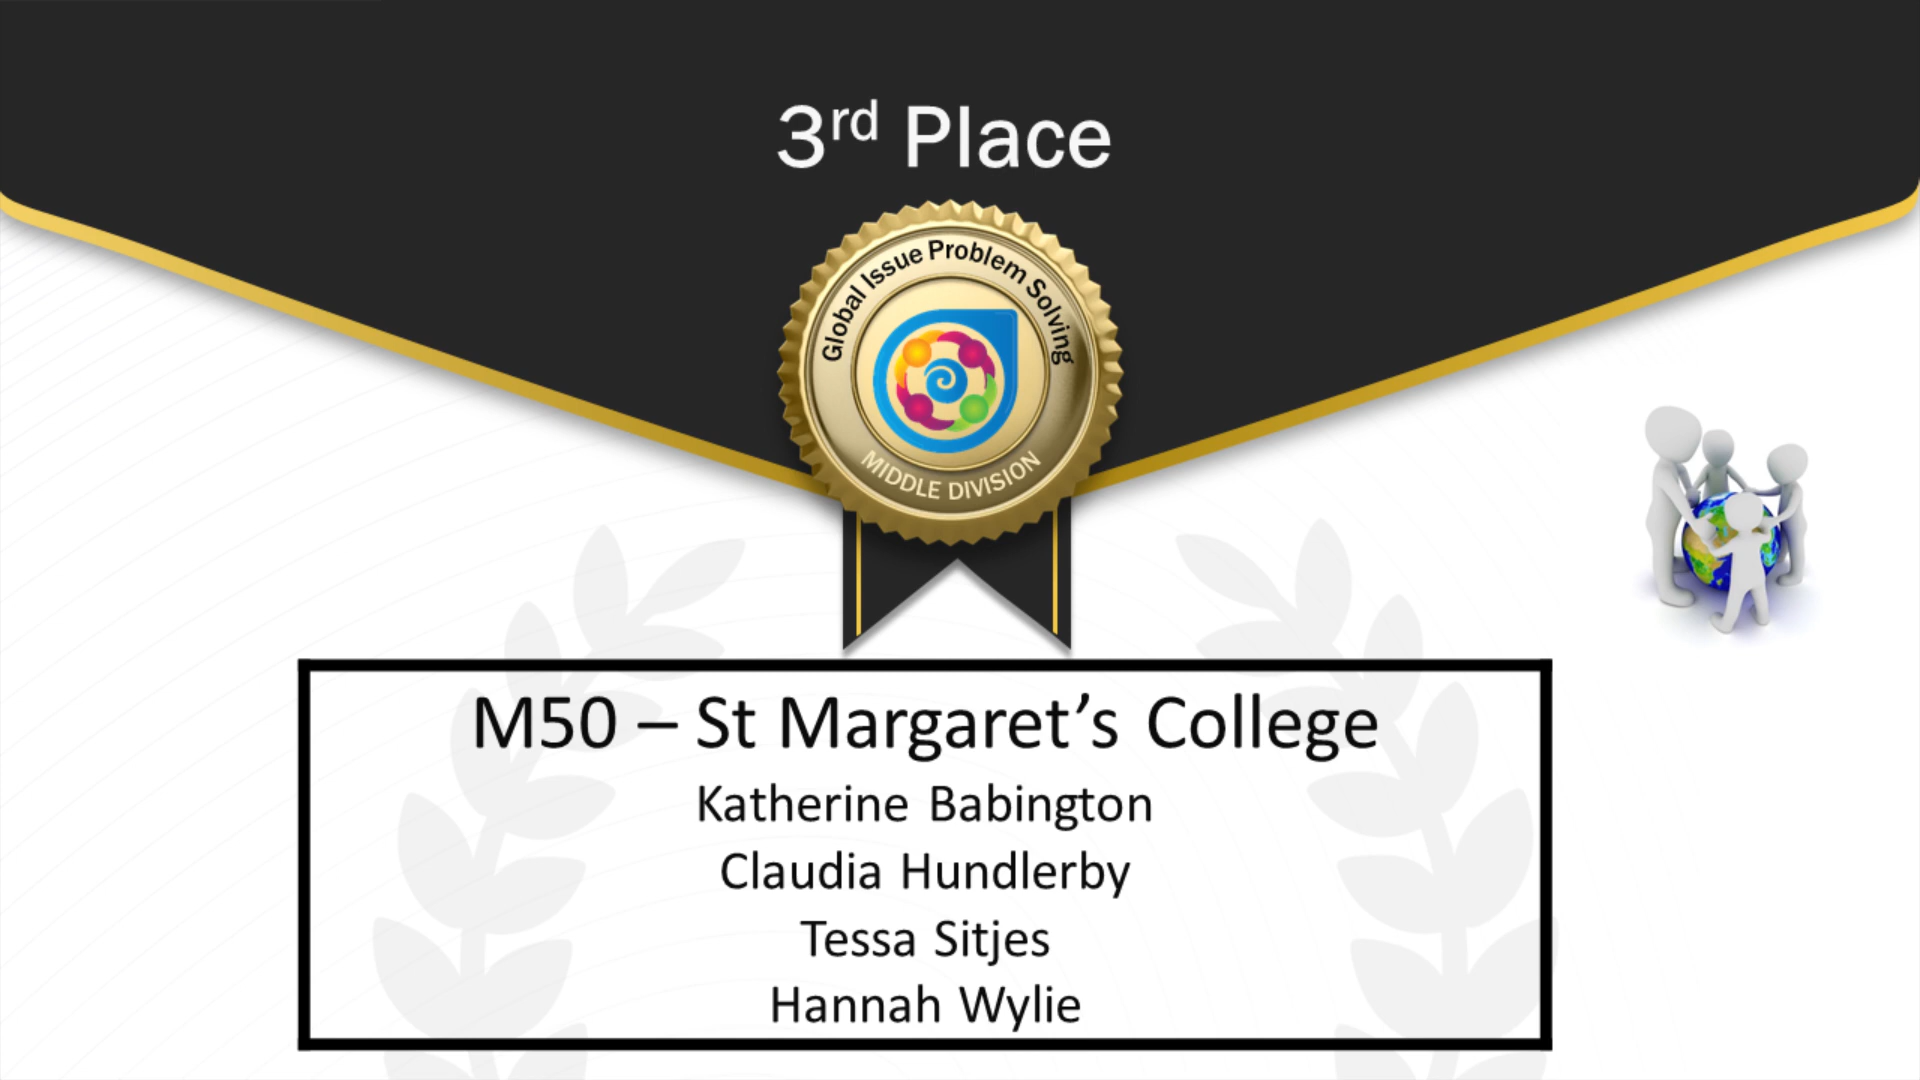 3rd Place
Global Issue Problem Solving
MIDDLE DIVISION
M50 – St Margaret’s College
Katherine Babington
Claudia Hundlerby
Tessa Sitjes
Hannah Wylie